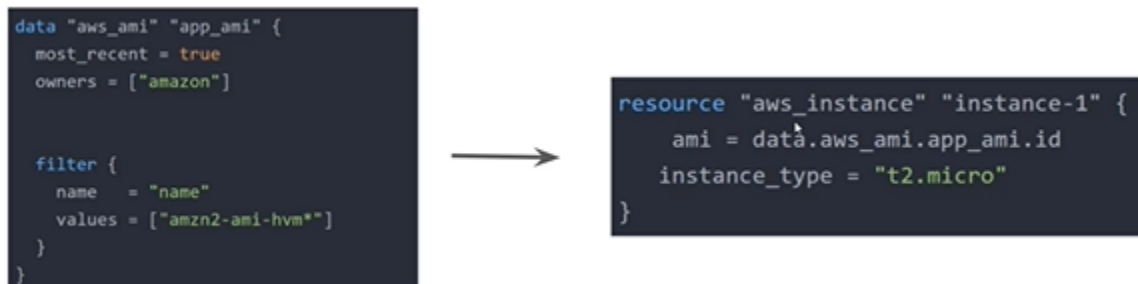 data "aws_ami" "app_ami" {
  most_recent = true
  owners = ["amazon"]
  filter {
    name   = "name"
    values = ["amzn2-ami-hvm*"]
  }
}
resource "aws_instance" "instance-1" {
    ami = data.aws_ami.app_ami.id
   instance_type = "t2.micro"
}